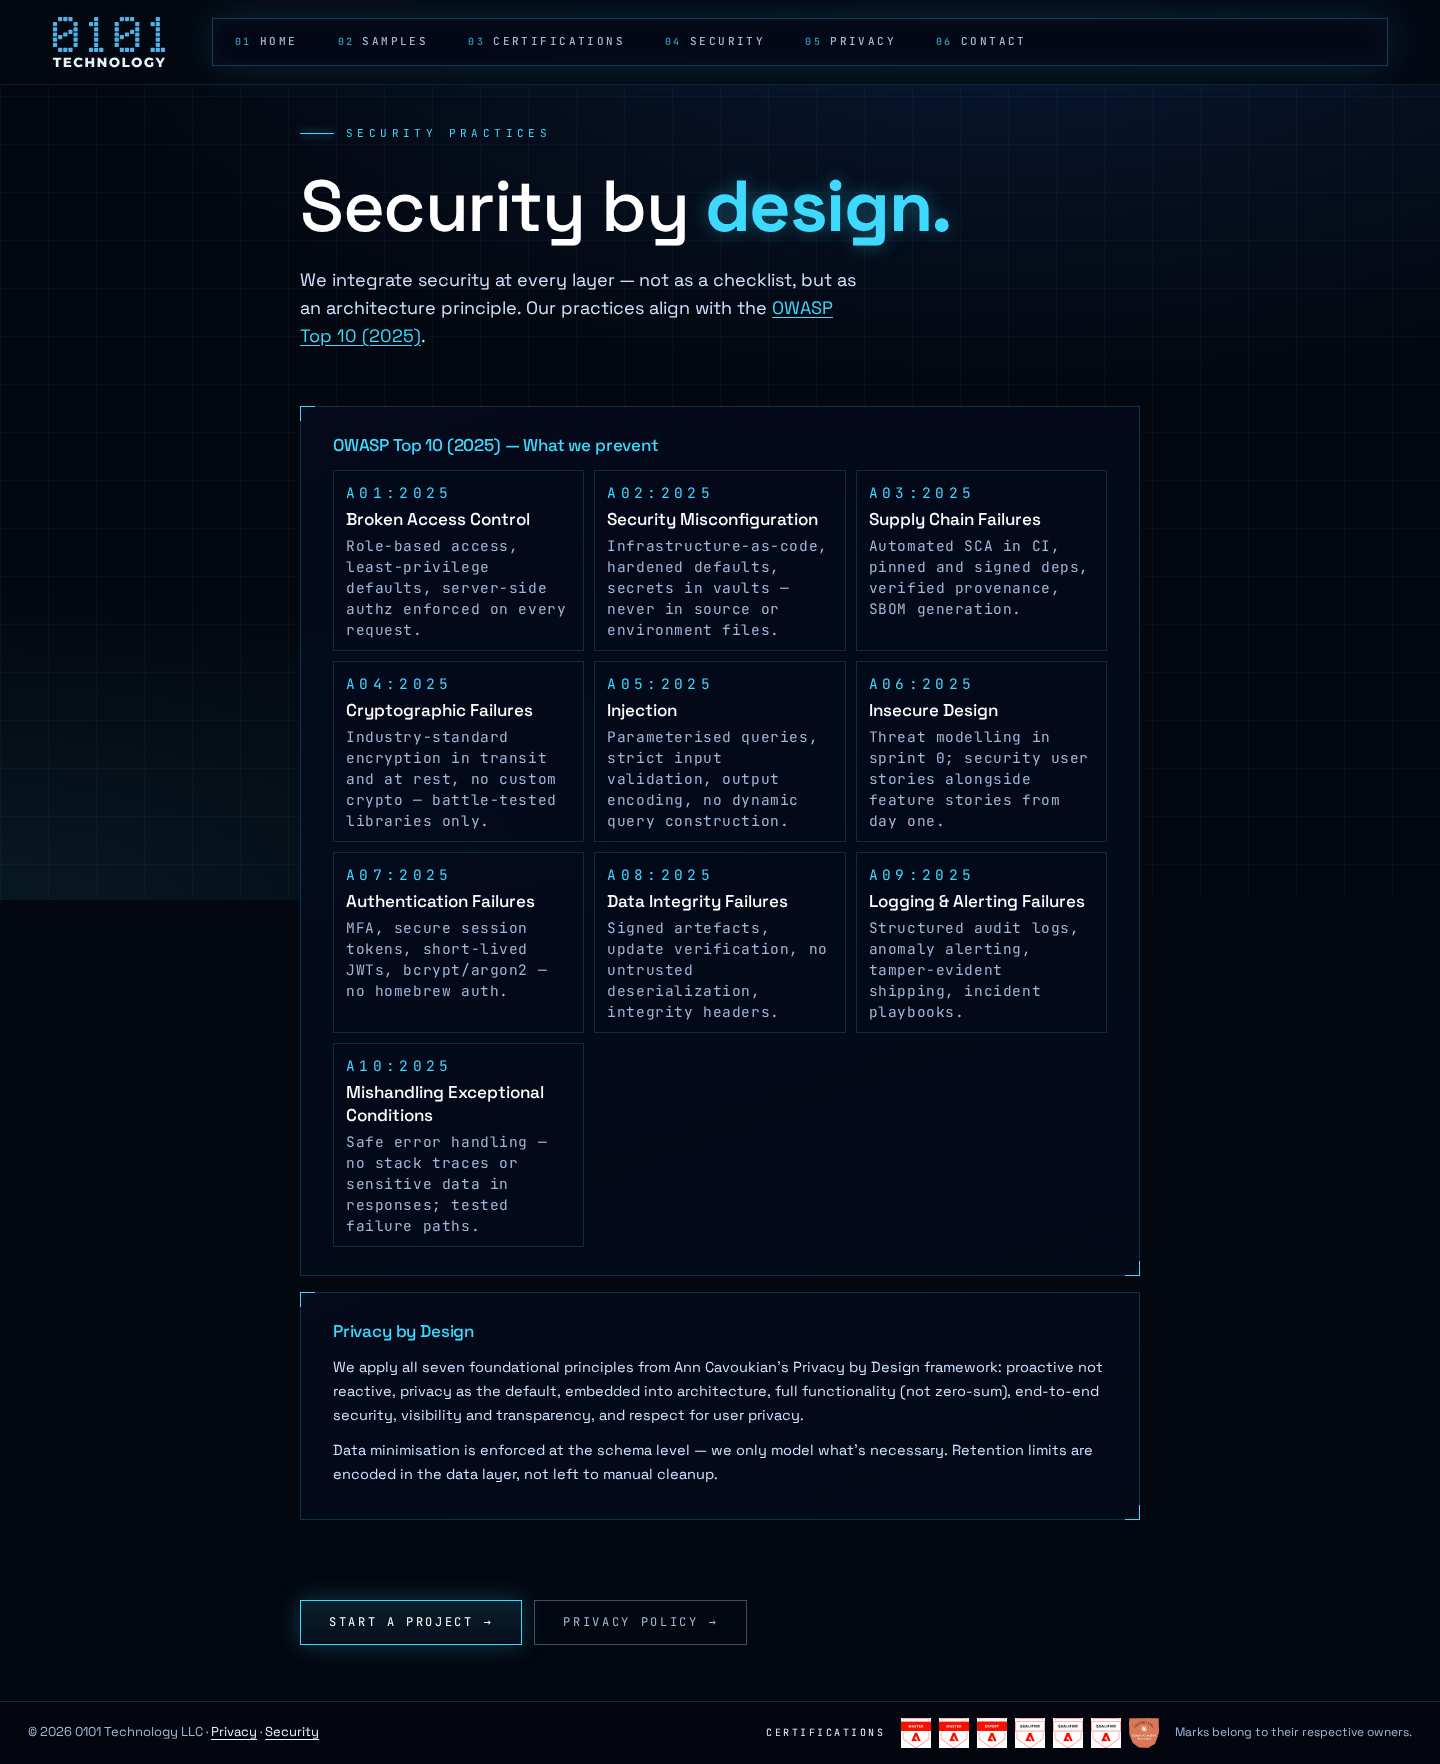 0101
TECHNOLOGY
01 HOME
02 SAMPLES
03 CERTIFICATIONS
04 SECURITY
05 PRIVACY
06 CONTACT
SECURITY PRACTICES
Security by design.
We integrate security at every layer — not as a checklist, but as
an architecture principle. Our practices align with the OWASP
Top 10 (2025).
OWASP Top 10 (2025) — What we prevent
A01:2025
Broken Access Control
Role-based access,
least-privilege
defaults, server-side
authz enforced on every
request.
A02:2025
Security Misconfiguration
Infrastructure-as-code,
hardened defaults,
secrets in vaults —
never in source or
environment files.
A03:2025
Supply Chain Failures
Automated SCA in CI,
pinned and signed deps,
verified provenance,
SBOM generation.
A04:2025
Cryptographic Failures
Industry-standard
encryption in transit
and at rest, no custom
crypto — battle-tested
libraries only.
A05:2025
Injection
Parameterised queries,
strict input
validation, output
encoding, no dynamic
query construction.
A06:2025
Insecure Design
Threat modelling in
sprint 0; security user
stories alongside
feature stories from
day one.
A07:2025
Authentication Failures
MFA, secure session
tokens, short-lived
JWTs, bcrypt/argon2 —
no homebrew auth.
A08:2025
Data Integrity Failures
Signed artefacts,
update verification, no
untrusted
deserialization,
integrity headers.
A09:2025
Logging & Alerting Failures
Structured audit logs,
anomaly alerting,
tamper-evident
shipping, incident
playbooks.
A10:2025
Mishandling Exceptional
Conditions
Safe error handling —
no stack traces or
sensitive data in
responses; tested
failure paths.
Privacy by Design
We apply all seven foundational principles from Ann Cavoukian's Privacy by Design framework: proactive not
reactive, privacy as the default, embedded into architecture, full functionality (not zero-sum), end-to-end
security, visibility and transparency, and respect for user privacy.
Data minimisation is enforced at the schema level — we only model what's necessary. Retention limits are
encoded in the data layer, not left to manual cleanup.
START A PROJECT →
PRIVACY POLICY →
© 2026 0101 Technology LLC · Privacy · Security
CERTIFICATIONS
MASTER
MASTER
EXPERT
QUALIFIED
QUALIFIED
QUALIFIED
Marks belong to their respective owners.